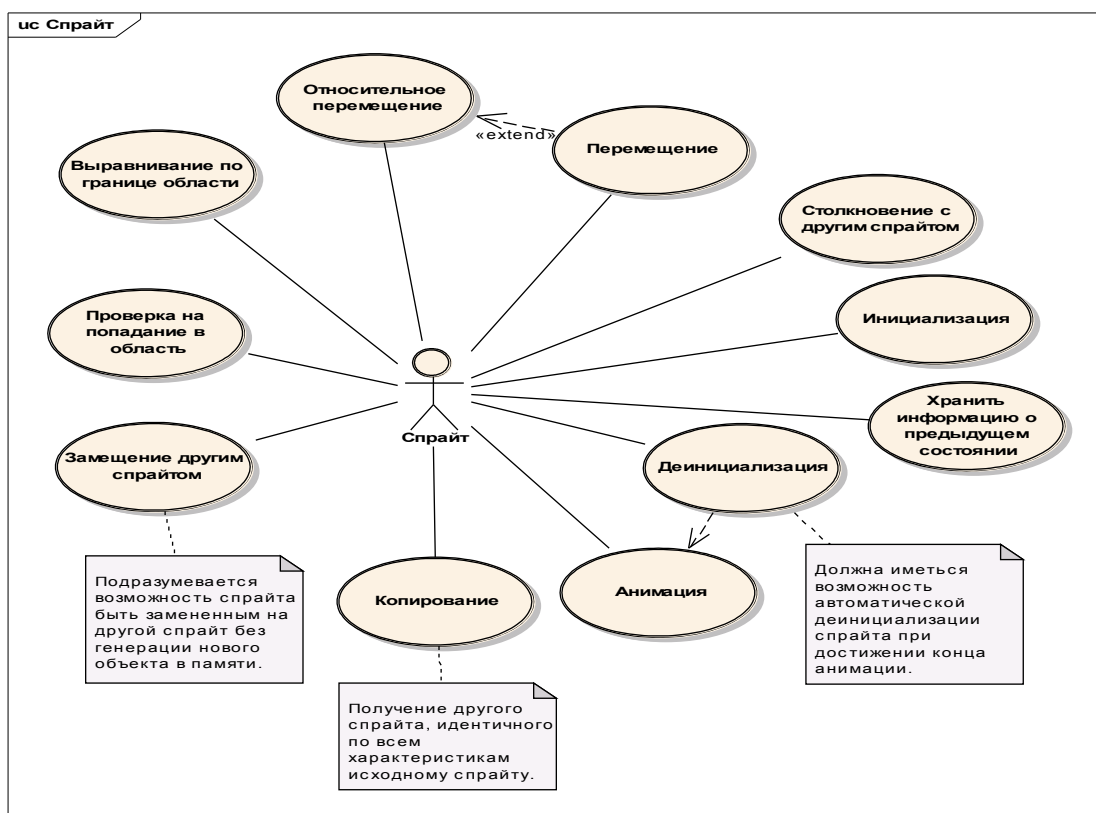 uc Спрайт
Относительное
перемещение
«extend»
Перемещение
Выравнивание по
границе области
Столкновение с
другим спрайтом
Проверка на
попадание в
область
Инициализация
Хранить
информацию о
предыдущем
состоянии
Спрайт
Замещение другим
спрайтом
Деинициализация
Подразумевается
возможность спрайта
быть замененным на
другой спрайт без
генерации нового
объекта в памяти.
Копирование
Анимация
Должна иметься
возможность
автоматической
деинициализации
спрайта при
достижении конца
анимации.
Получение другого
спрайта, идентичного
по всем
характеристикам
исходному спрайту.